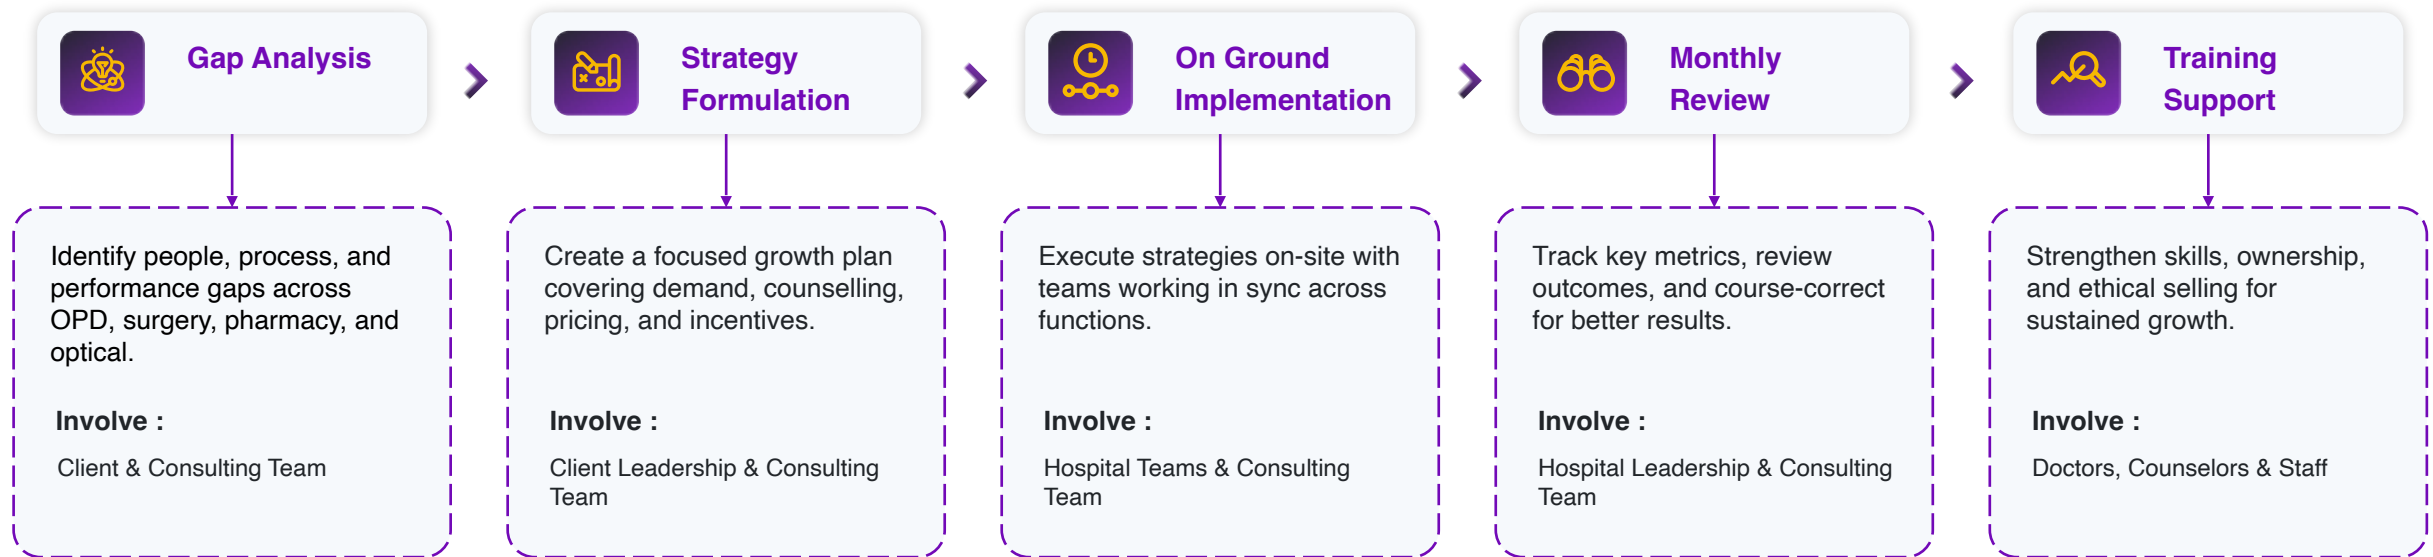 Gap Analysis
Identify people, process, and
performance gaps across
OPD, surgery, pharmacy, and
optical.
Involve :
Client & Consulting Team
Strategy
Formulation
Create a focused growth plan
covering demand, counselling,
pricing, and incentives.
Involve :
Client Leadership & Consulting
Team
On Ground
Implementation
Execute strategies on-site with
teams working in sync across
functions.
Involve :
Hospital Teams & Consulting
Team
Monthly
Review
Track key metrics, review
outcomes, and course-correct
for better results.
Involve :
Hospital Leadership & Consulting
Team
Training
Support
Strengthen skills, ownership,
and ethical selling for
sustained growth.
Involve :
Doctors, Counselors & Staff